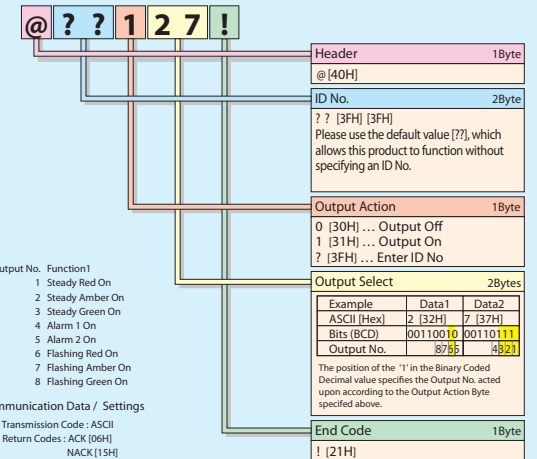 @ ? ? 1 2 7 !
Header 1Byte
@ [40H]
ID No. 2Byte
? ? [3FH] [3FH]
Please use the default value [??], which
allows this product to function without
specifying an ID No.
Output Action 1Byte
0 [30H] … Output Off
1 [31H] … Output On
? [3FH] … Enter ID No
Output Select 2Bytes
Example Data1 Data2
ASCII [Hex] 2 [32H] 7 [37H]
Bits (BCD) 00110010 00110111
Output No. 8765 4321
The position of the '1' in the Binary Coded
Decimal value specifies the Output No. acted
upon according to the Output Action Byte
specifed above.
End Code 1Byte
! [21H]
utput No. Function1
1 Steady Red On
2 Steady Amber On
3 Steady Green On
4 Alarm 1 On
5 Alarm 2 On
6 Flashing Red On
7 Flashing Amber On
8 Flashing Green On
mmunication Data / Settings
Transmission Code : ASCII
Return Codes : ACK [06H]
NACK [15H]